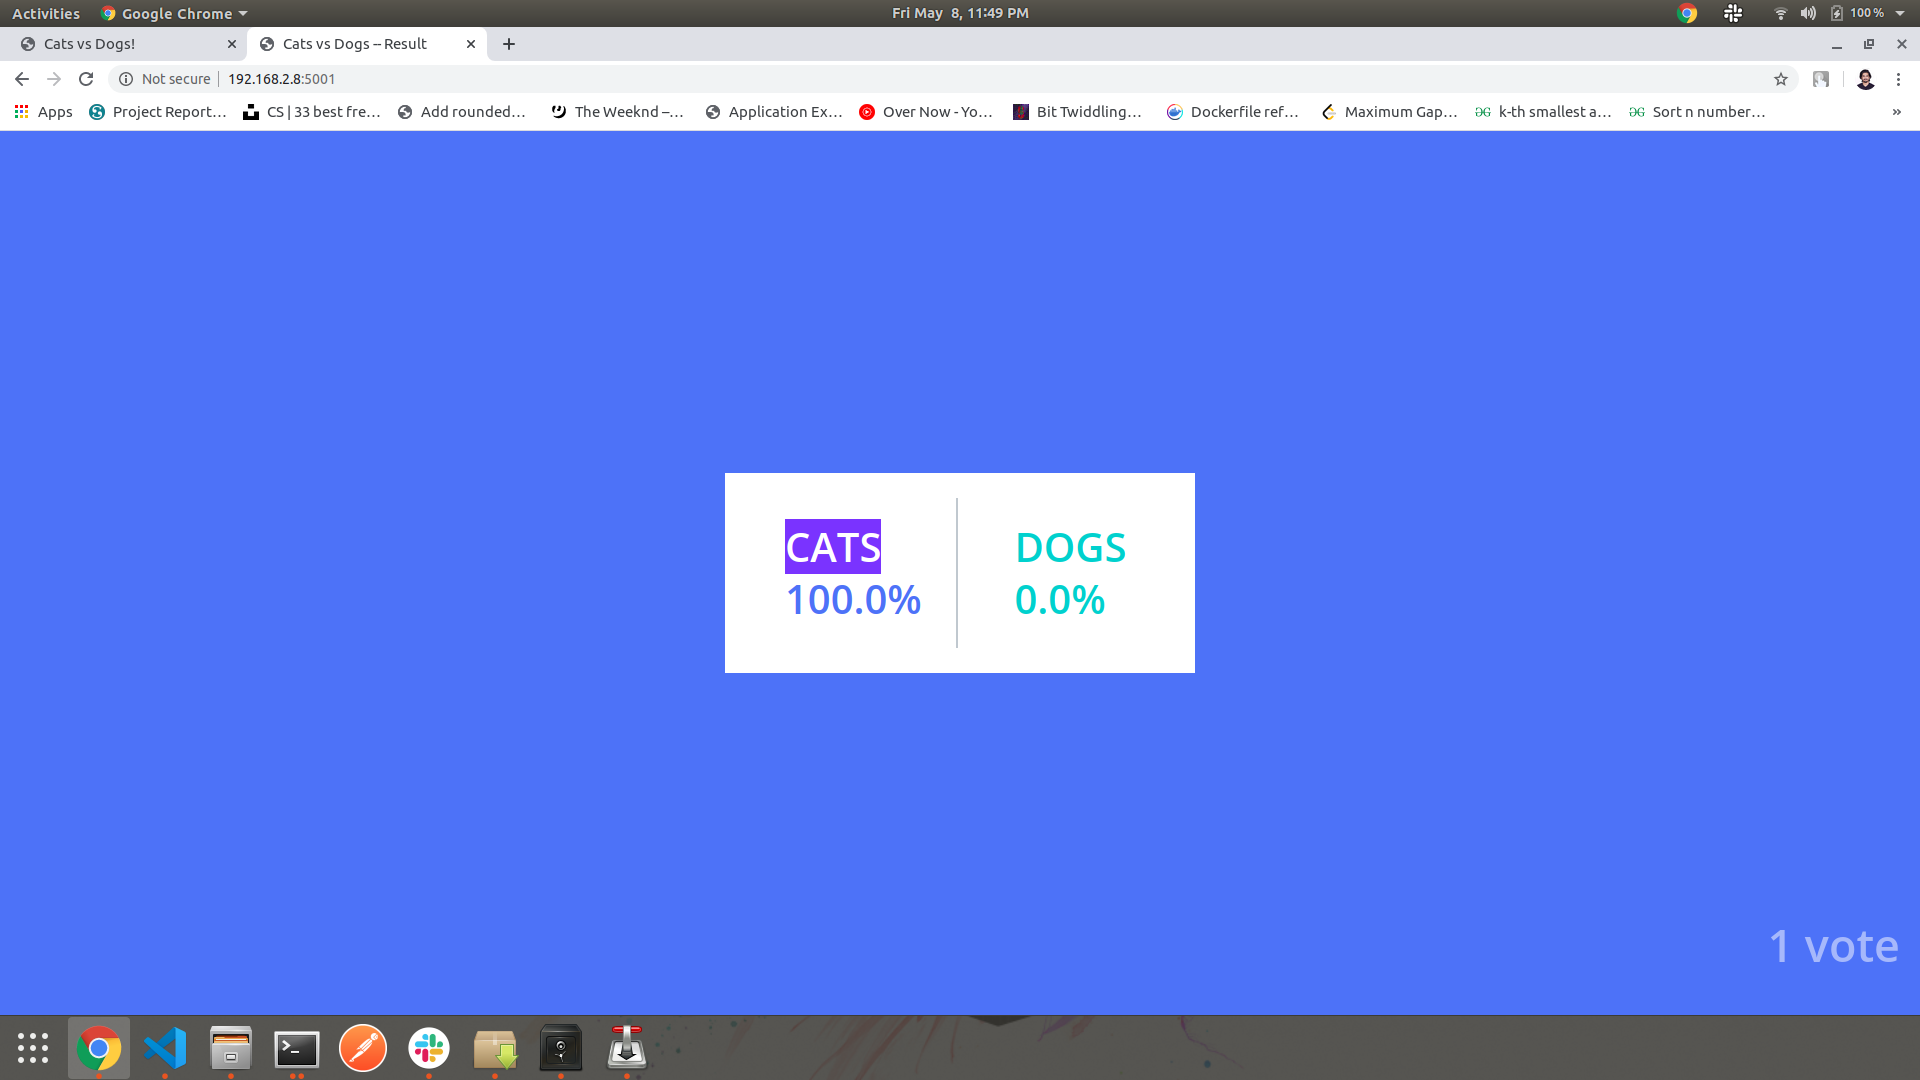 Activities
Google Chrome
Fri May 8, 11:49 PM
100 %
Cats vs Dogs!
Cats vs Dogs -- Result
Not secure
192.168.2.8:5001
Apps
Project Report…
CS | 33 best fre…
Add rounded…
The Weeknd –…
Application Ex…
Over Now - Yo…
Bit Twiddling…
Dockerfile ref…
Maximum Gap…
k-th smallest a…
Sort n number…
»
CATS
100.0%
DOGS
0.0%
1 vote